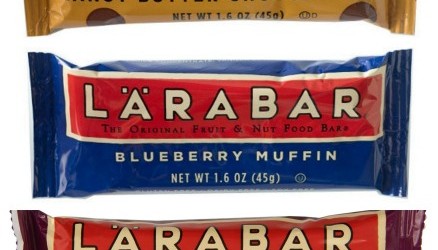 NET WT 1.6 OZ (45g)
LÄRABAR
The Original Fruit & Nut Food Bar®
BLUEBERRY MUFFIN
NET WT 1.6 OZ (45g)
LÄRABAR